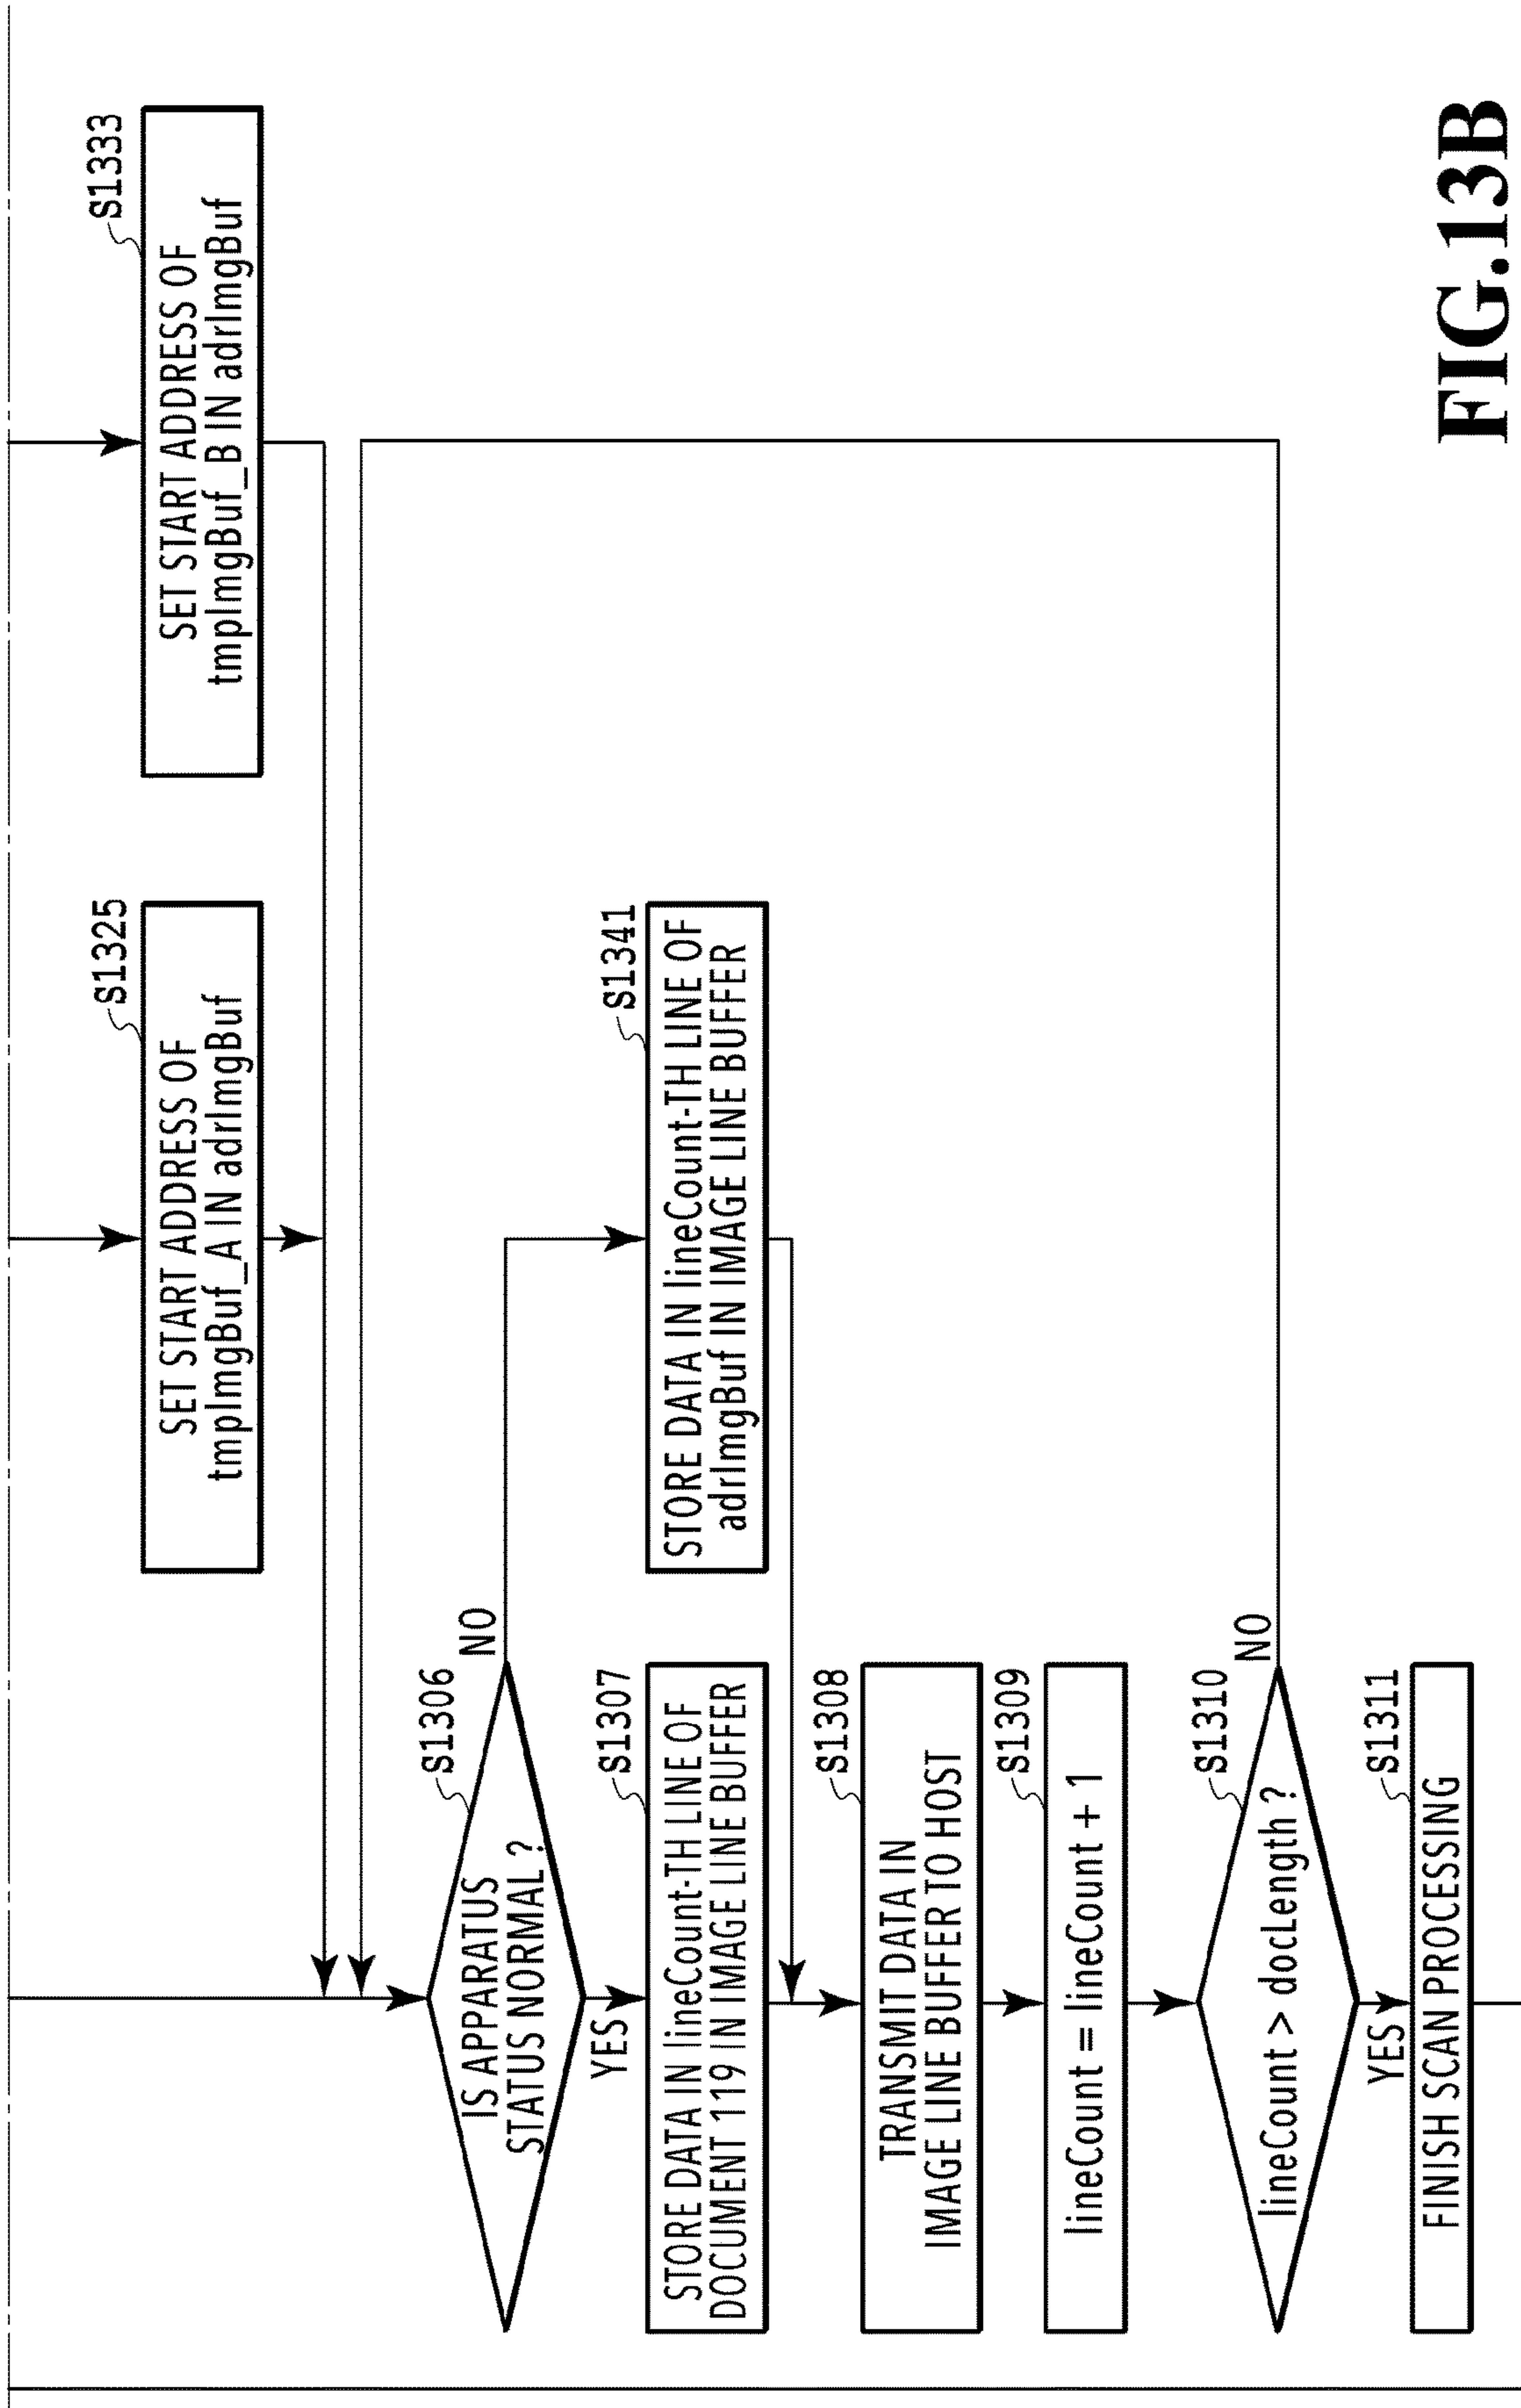 S1325
SET START ADDRESS OF
tmpImgBuf_A IN adrImgBuf
S1333
SET START ADDRESS OF
tmpImgBuf_B IN adrImgBuf
S1306
IS APPARATUS
STATUS NORMAL ?
NO
YES
S1307
STORE DATA IN lineCount-TH LINE OF
DOCUMENT 119 IN IMAGE LINE BUFFER
S1341
STORE DATA IN lineCount-TH LINE OF
adrImgBuf IN IMAGE LINE BUFFER
S1308
TRANSMIT DATA IN
IMAGE LINE BUFFER TO HOST
S1309
lineCount = lineCount + 1
S1310
lineCount > docLength ?
NO
YES
S1311
FINISH SCAN PROCESSING
FIG.13B